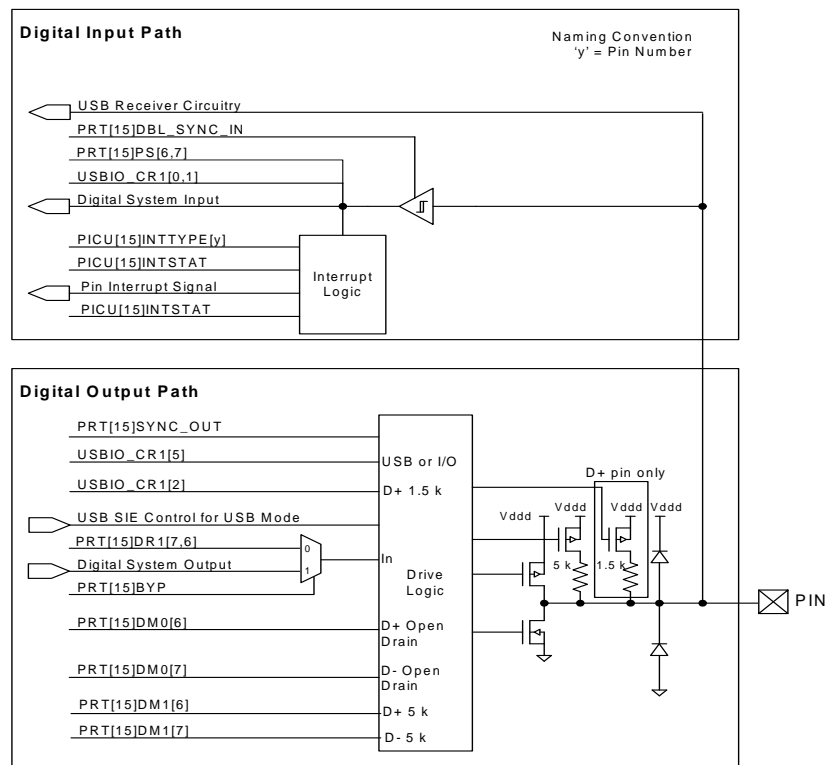 Digital Input Path
Naming Convention
'y' = Pin Number
USB Receiver Circuitry
PRT[15]DBL_SYNC_IN
PRT[15]PS[6,7]
USBIO_CR1[0,1]
Digital System Input
PICU[15]INTTYPE[y]
PICU[15]INTSTAT
Pin Interrupt Signal
PICU[15]INTSTAT
Interrupt
Logic
Digital Output Path
PRT[15]SYNC_OUT
USBIO_CR1[5]
USB or I/O
USBIO_CR1[2]
D+ 1.5 k
USB SIE Control for USB Mode
PRT[15]DR1[7,6]
0
Digital System Output
1
In
PRT[15]BYP
Drive
Logic
PRT[15]DM0[6]
D+ Open
Drain
PRT[15]DM0[7]
D- Open
Drain
PRT[15]DM1[6]
D+ 5 k
PRT[15]DM1[7]
D- 5 k
D+ pin only
Vddd
Vddd
Vddd
Vddd
5 k
1.5 k
PIN